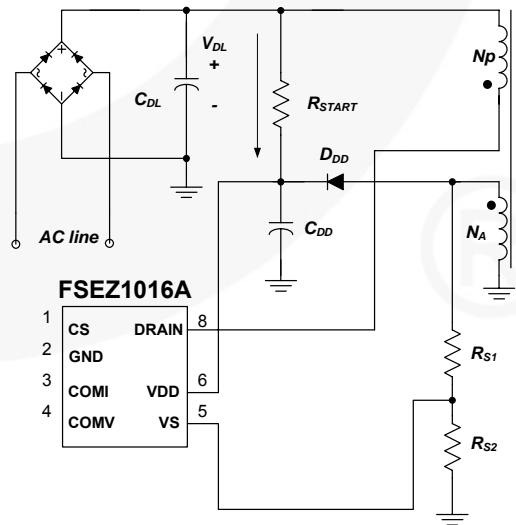 V_DL
+
-
C_DL
R_START
Np
D_DD
C_DD
N_A
AC line
FSEZ1016A
1 CS DRAIN 8
2 GND
3 COMI VDD 6
4 COMV VS 5
R_S1
R_S2
+
~ ~
-
®